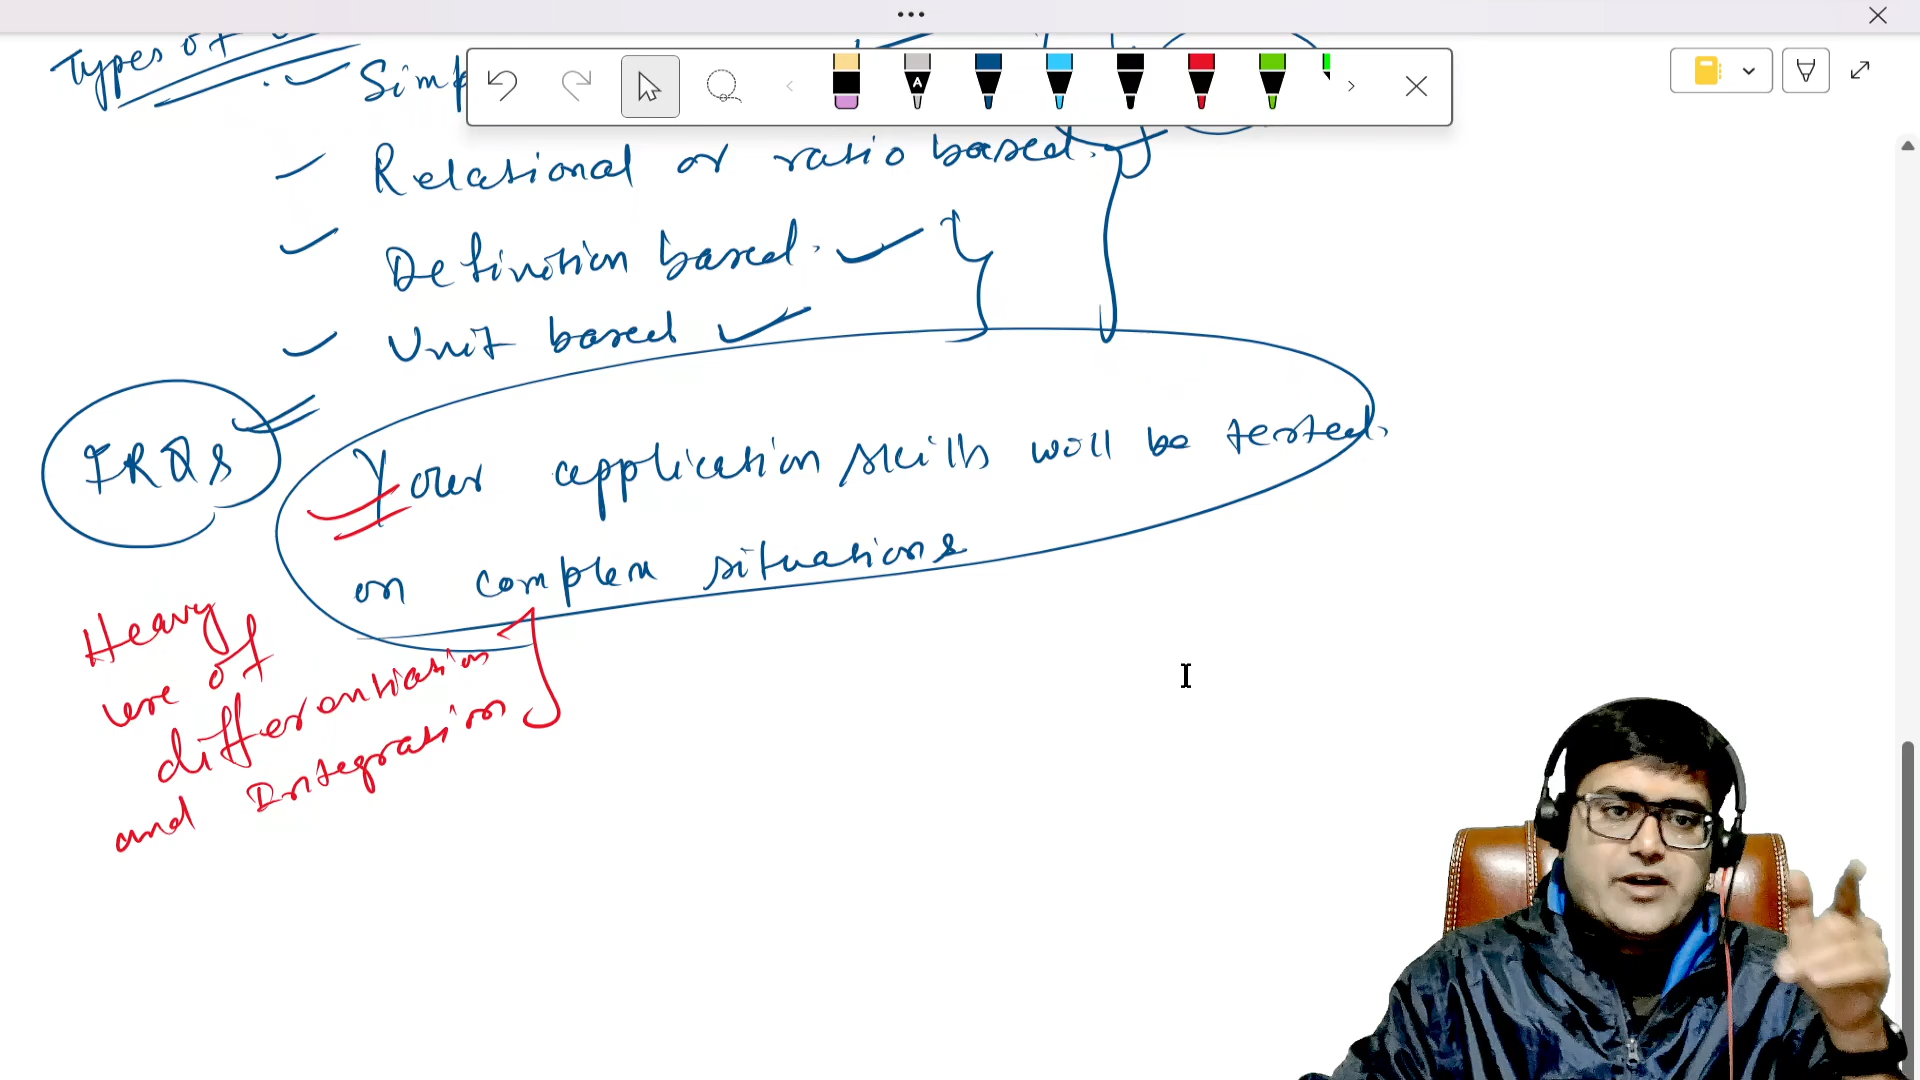 Types of
Simp
Relational or ratio based.
Definition based.
Unit based
FRQs
Your application skills will be tested.
on complex situations
Heavy
use of
differentiation
and Integration
A